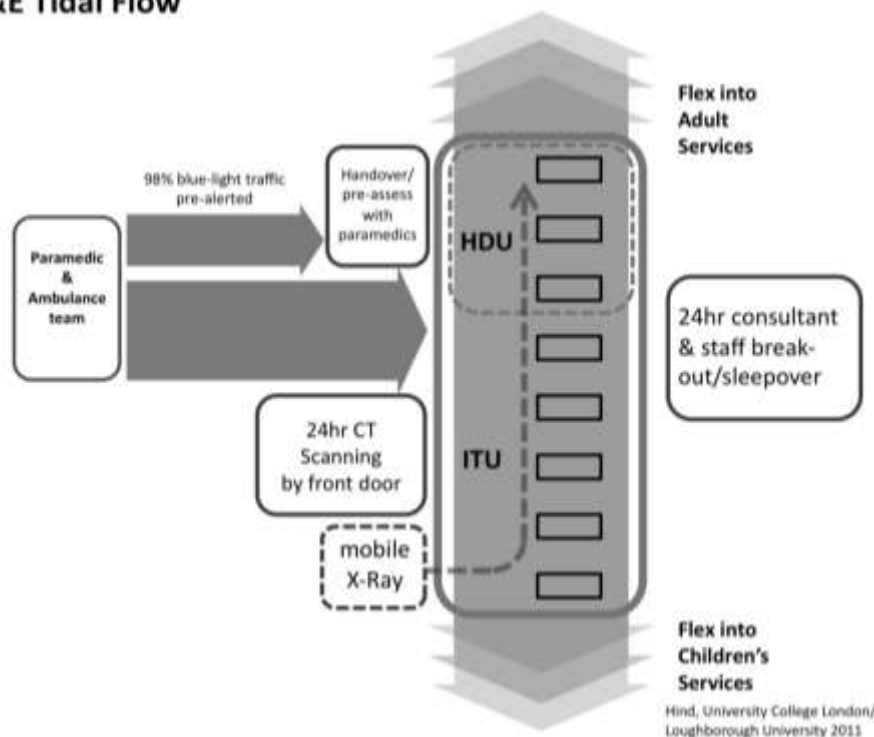 &E Tidal Flow
98% blue-light traffic
pre-alerted
Handover/
pre-assess
with
paramedics
Paramedic
&
Ambulance
team
24hr CT
Scanning
by front door
mobile
X-Ray
HDU
ITU
Flex into
Adult
Services
24hr consultant
& staff break-
out/sleepover
Flex into
Children's
Services
Hind, University College London/
Loughborough University 2011